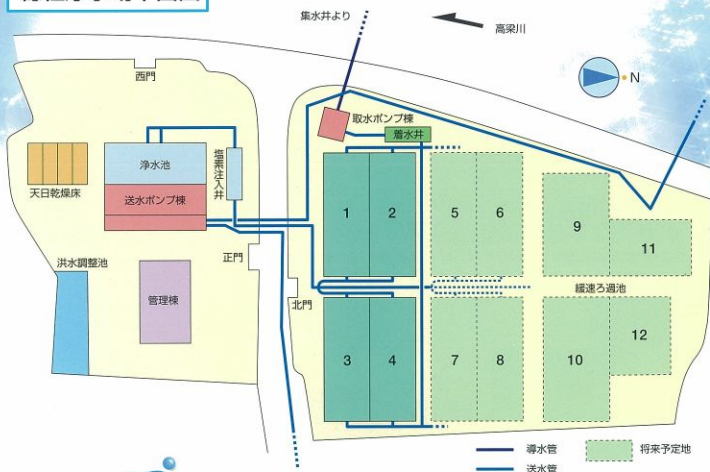 集水井より
高梁川
西門
N
取水ポンプ棟
着水井
浄水池
塩素注入井
天日乾燥床
送水ポンプ棟
1
2
5
6
9
11
洪水調整池
正門
管理棟
北門
緩速ろ過池
3
4
7
8
10
12
導水管
将来予定地
送水管